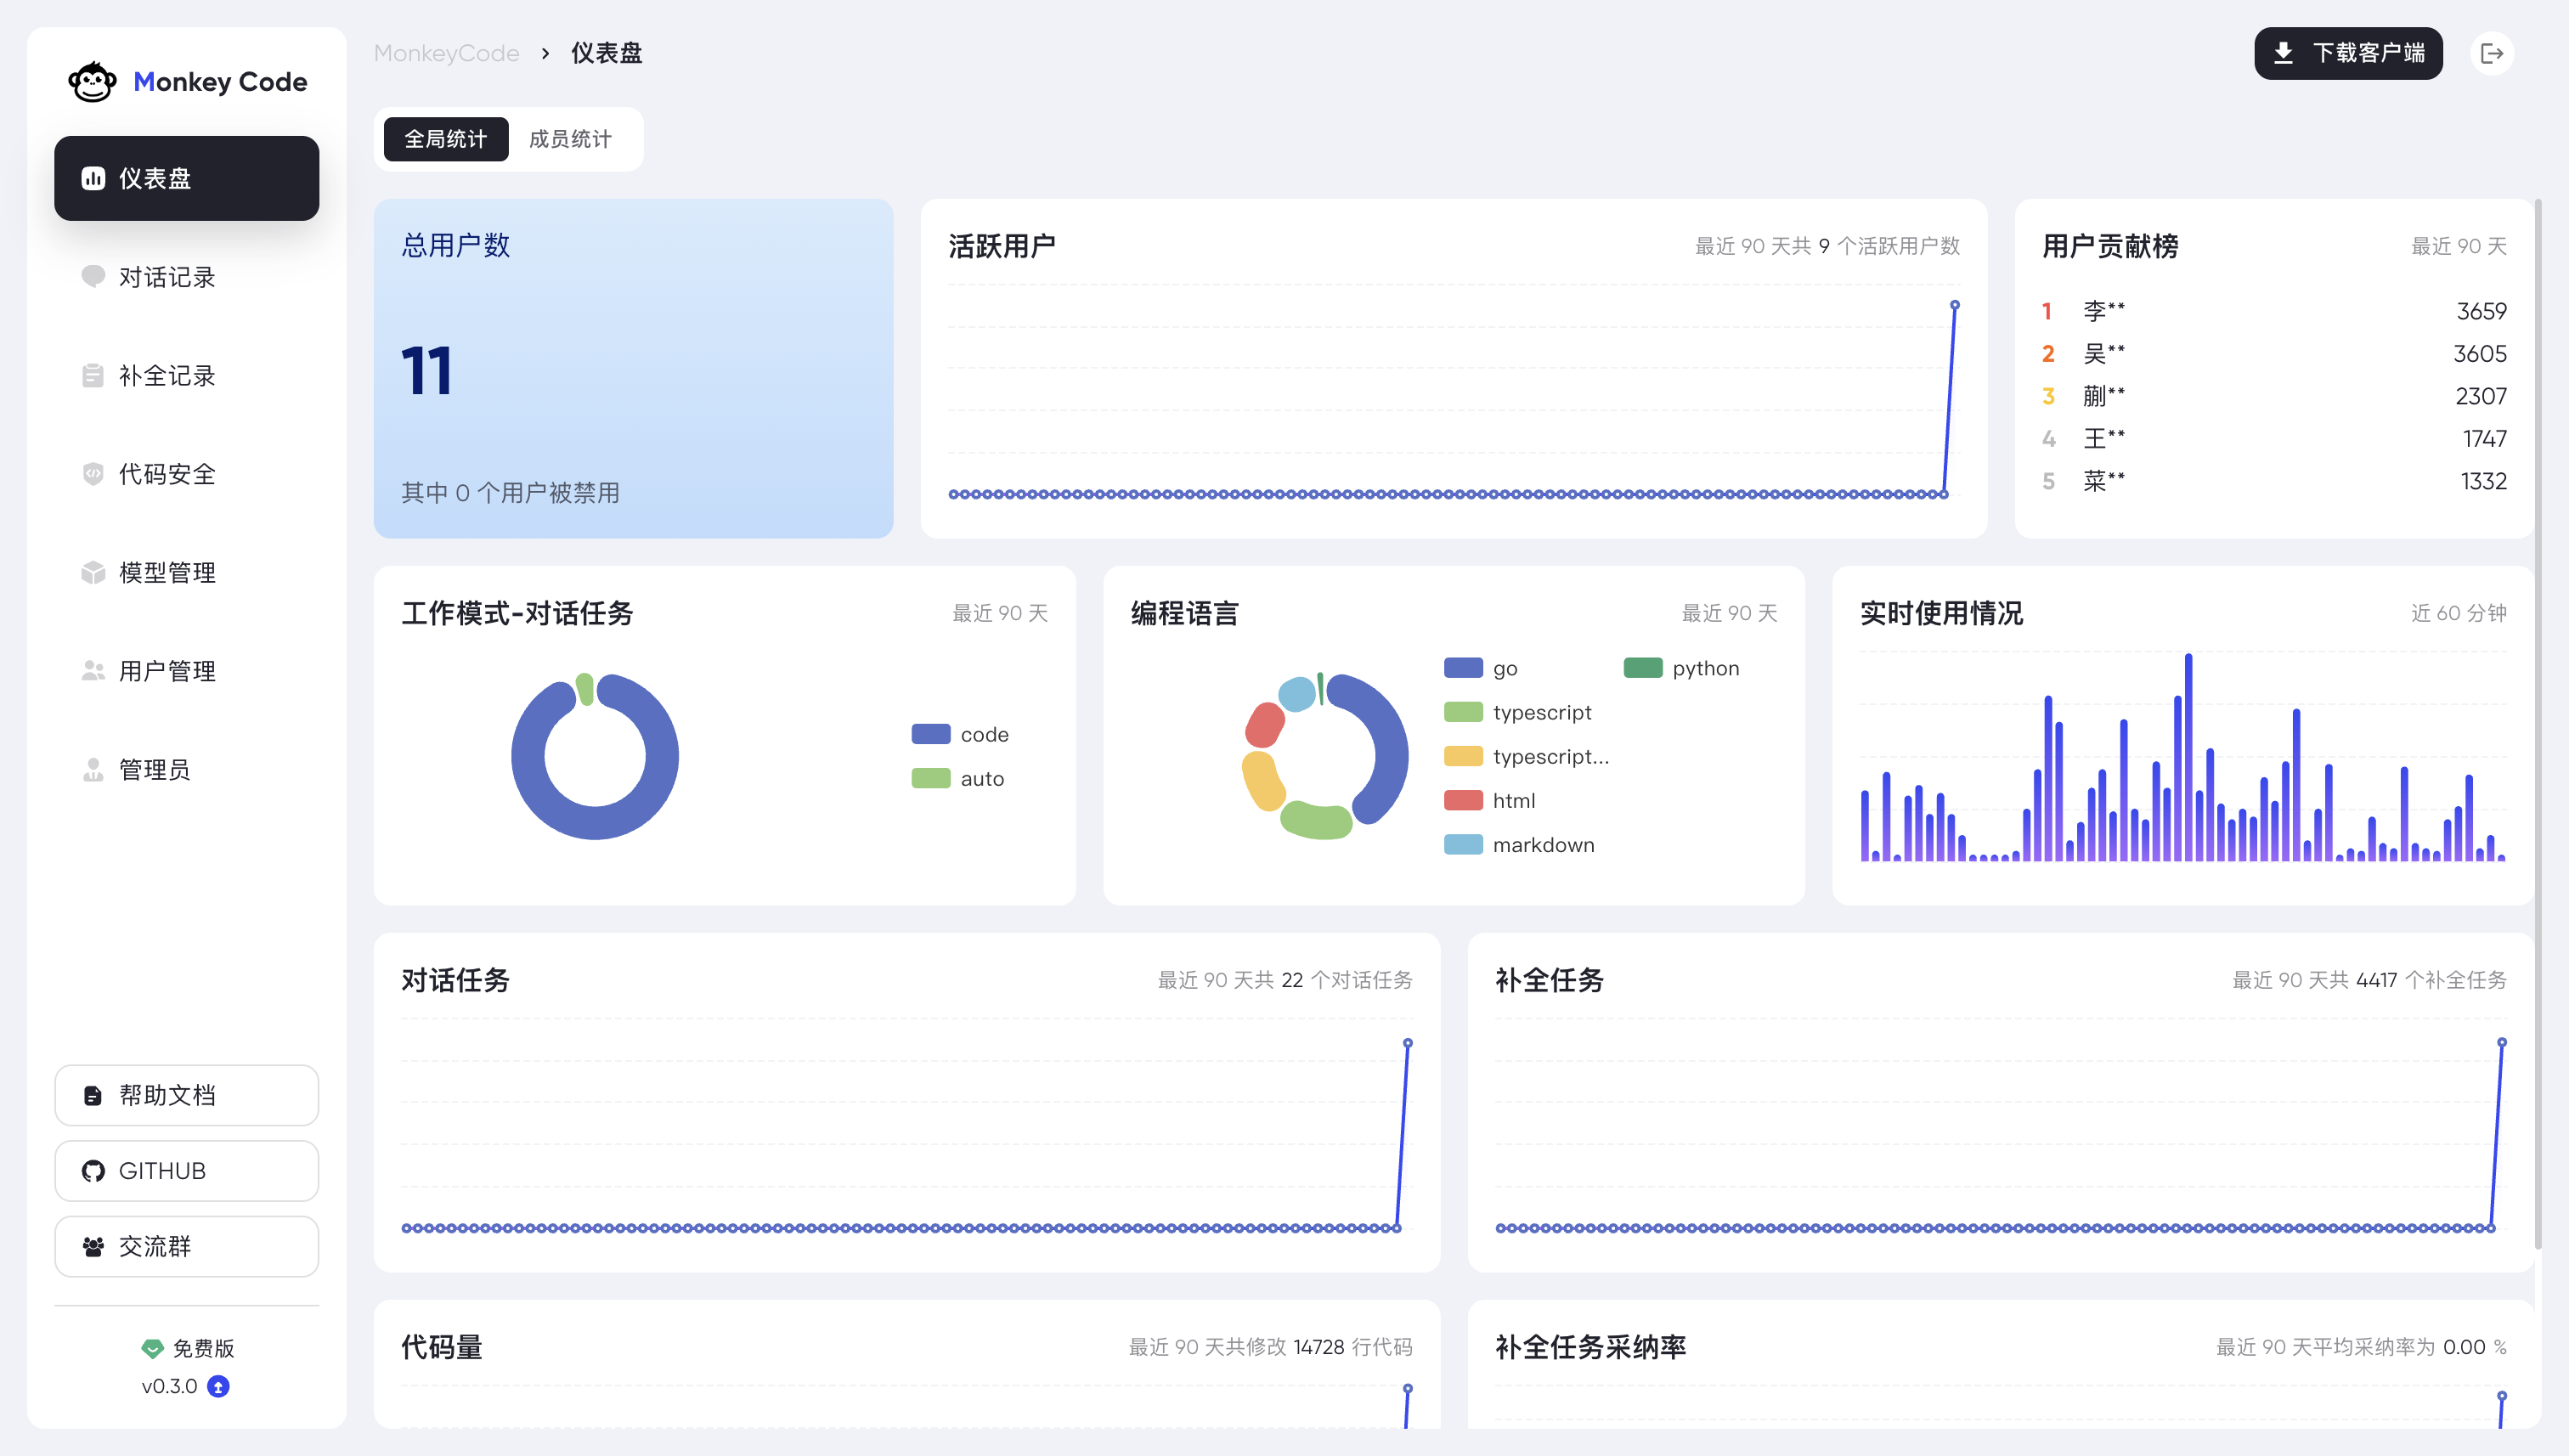 Monkey Code
仪表盘
对话记录
补全记录
代码安全
模型管理
用户管理
管理员
帮助文档
GITHUB
交流群
免费版
v0.3.0
MonkeyCode > 仪表盘
下载客户端
全局统计 成员统计
总用户数
11
其中 0 个用户被禁用
活跃用户 最近 90 天共 9 个活跃用户数
用户贡献榜 最近 90 天
1 李** 3659
2 吴** 3605
3 蒯** 2307
4 王** 1747
5 菜** 1332
工作模式-对话任务 最近 90 天
code
auto
编程语言 最近 90 天
go python
typescript
typescript...
html
markdown
实时使用情况 近 60 分钟
对话任务 最近 90 天共 22 个对话任务
补全任务 最近 90 天共 4417 个补全任务
代码量 最近 90 天共修改 14728 行代码
补全任务采纳率 最近 90 天平均采纳率为 0.00 %